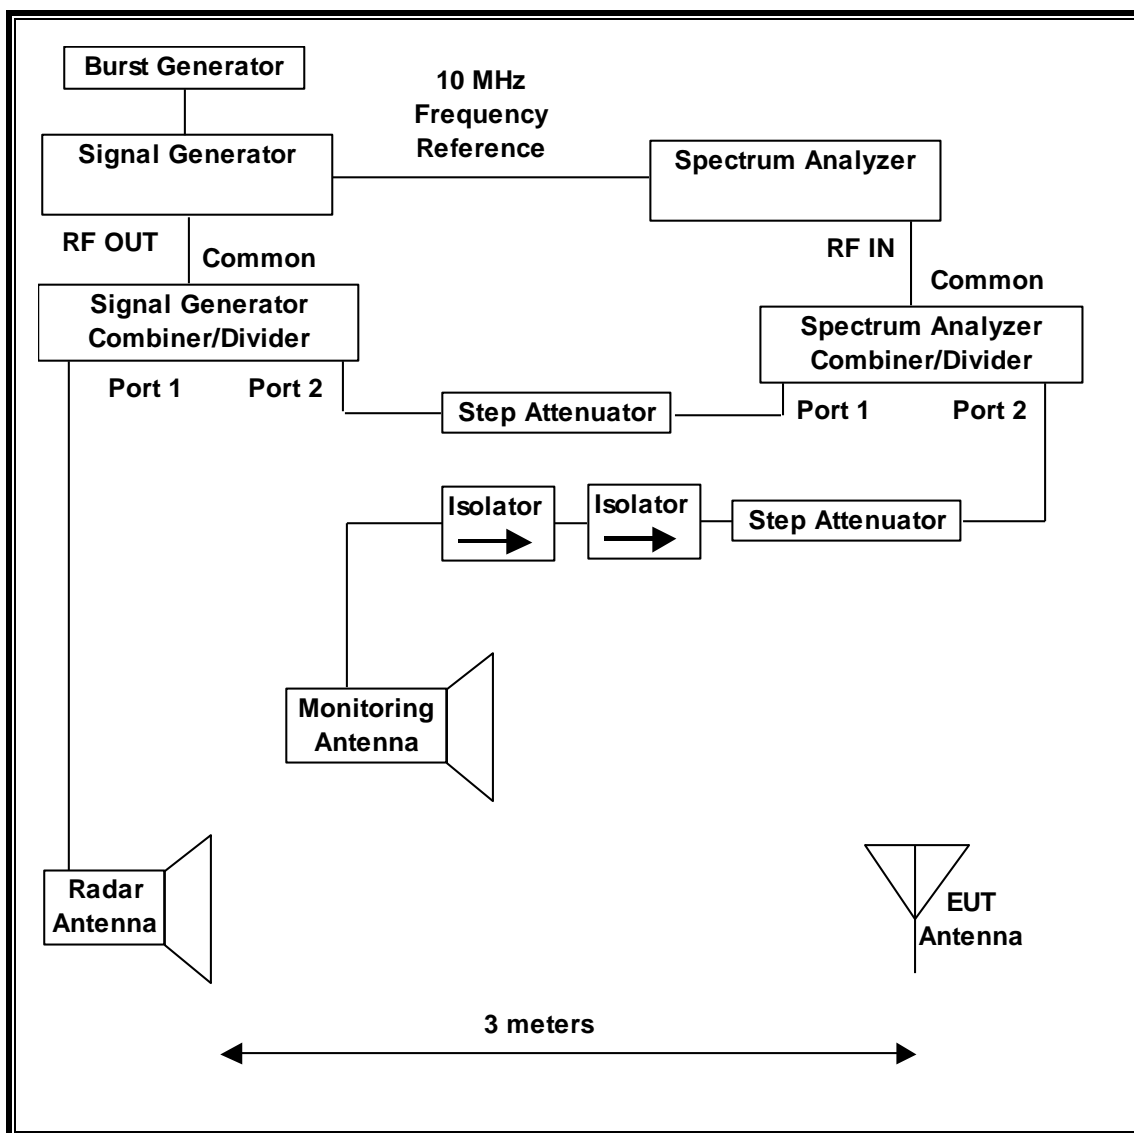 Burst Generator
10 MHz
Frequency
Reference
Signal Generator
Spectrum Analyzer
RF OUT
Common
RF IN
Common
Signal Generator
Combiner/Divider
Spectrum Analyzer
Combiner/Divider
Port 1
Port 2
Step Attenuator
Port 1
Port 2
Isolator
Isolator
Step Attenuator
Monitoring
Antenna
Radar
Antenna
EUT
Antenna
3 meters